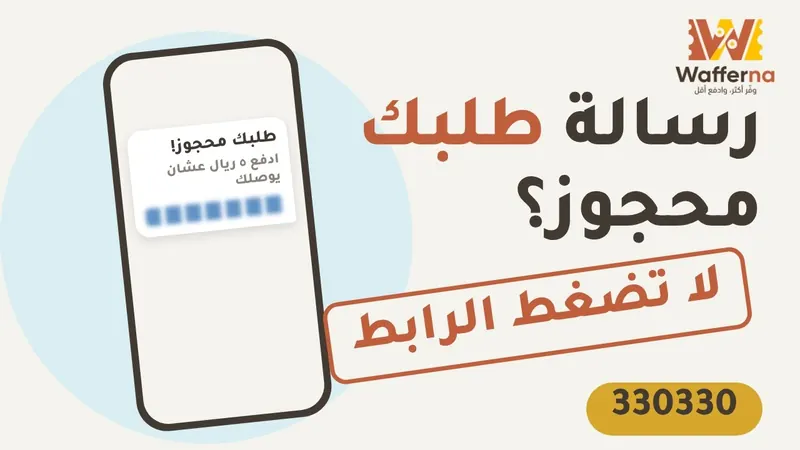 Wafferna
وفّر أكثر، وادفع أقل
رسالة طلبك
محجوز؟
لا تضغط الرابط
330330
طلبك محجوز!
ادفع ٥ ريال عشان
يوصلك